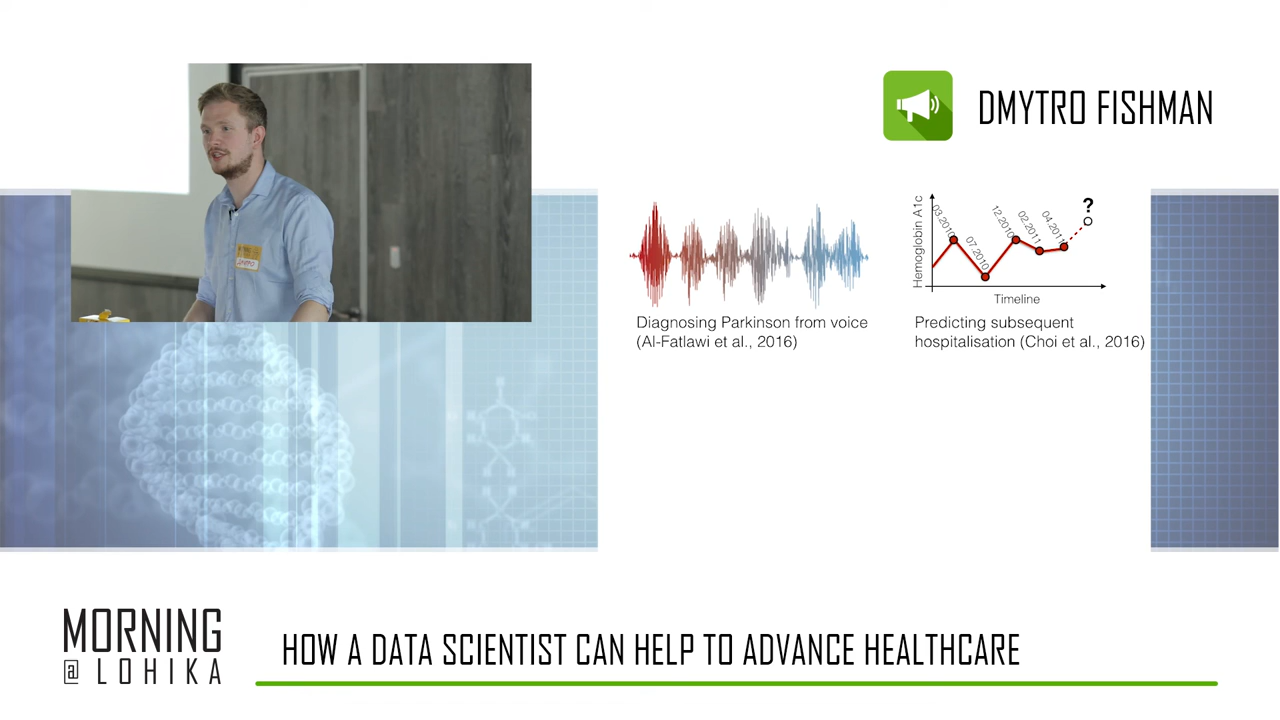 DMYTRO FISHMAN
Hemoglobin A1c
03.2010
07.2010
12.2010
02.2011
04.2011
?
Timeline
Diagnosing Parkinson from voice
(Al-Fatlawi et al., 2016)
Predicting subsequent
hospitalisation (Choi et al., 2016)
MORNING
@ LOHIKA
HOW A DATA SCIENTIST CAN HELP TO ADVANCE HEALTHCARE